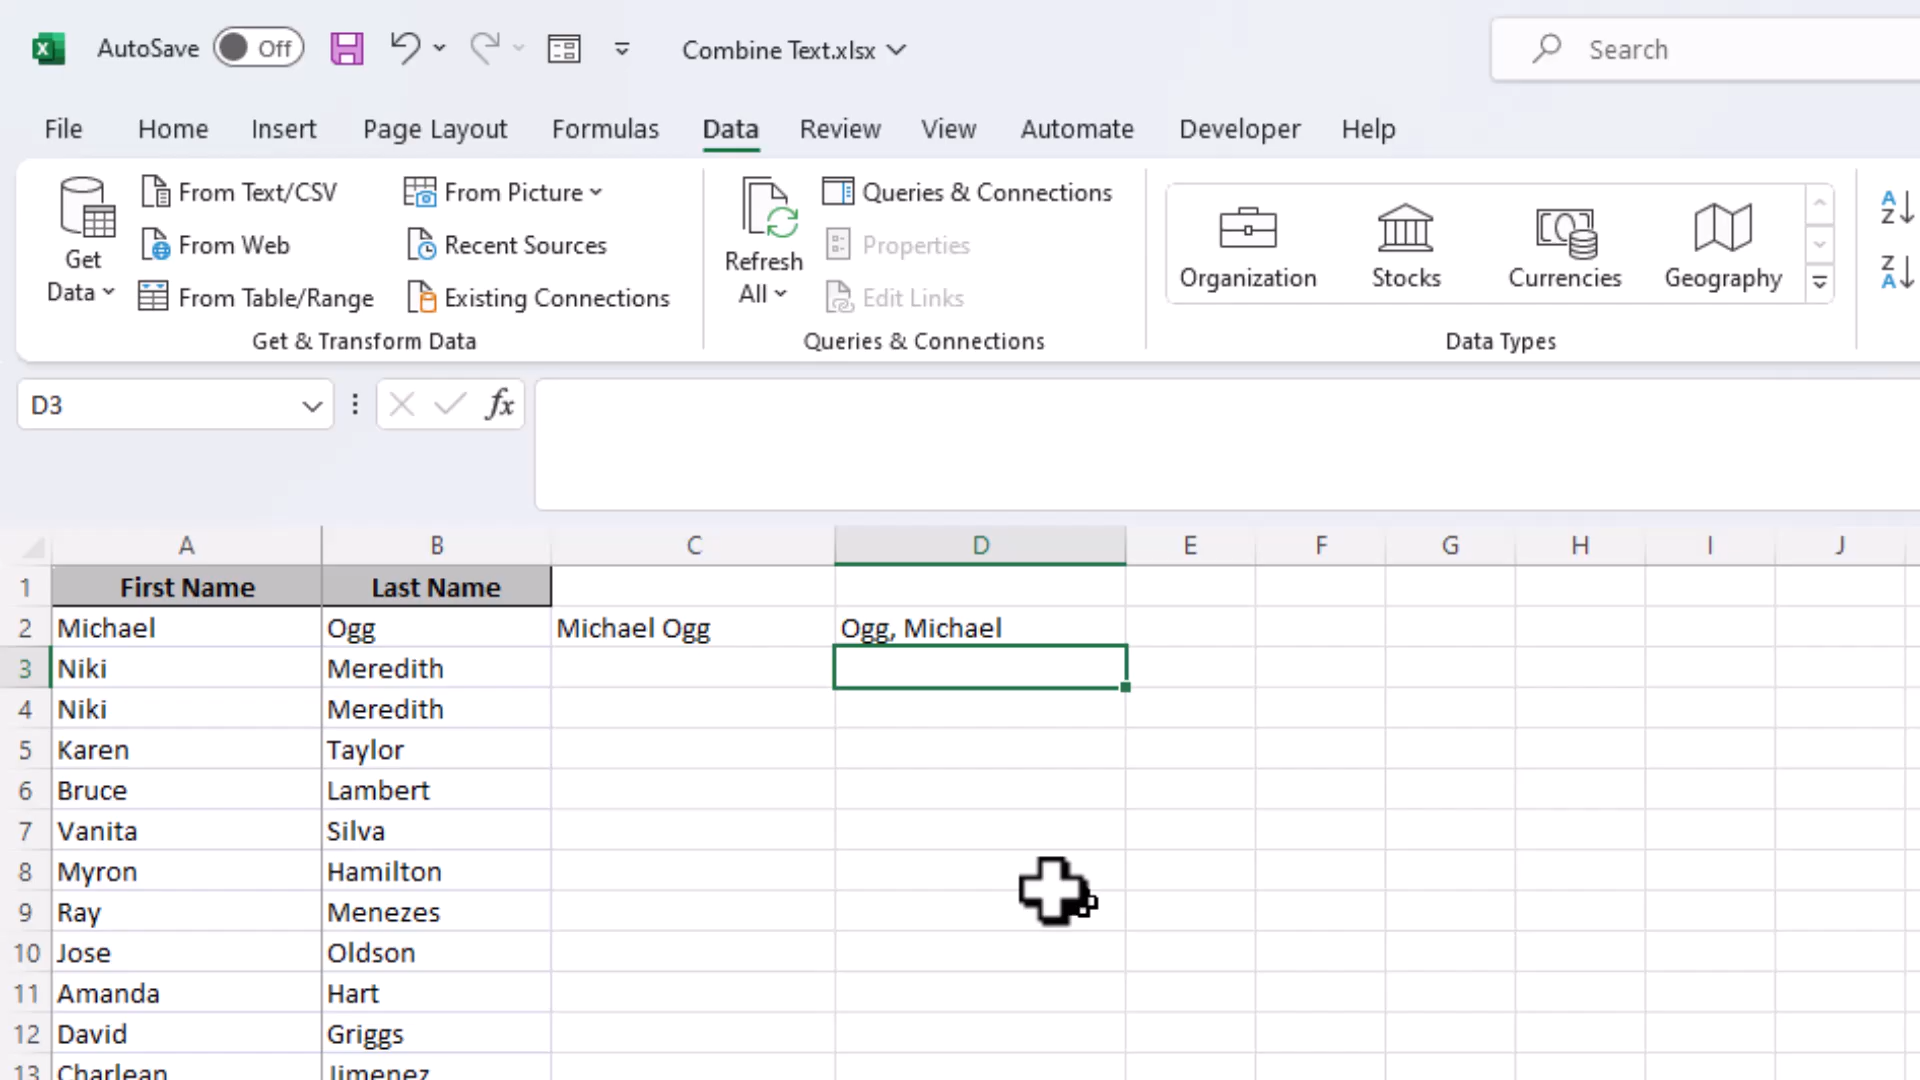 AutoSave Off Combine Text.xlsx Search
File Home Insert Page Layout Formulas Data Review View Automate Developer Help
Get Data
From Text/CSV
From Web
From Table/Range
From Picture
Recent Sources
Existing Connections
Get & Transform Data
Refresh All
Queries & Connections
Properties
Edit Links
Queries & Connections
Organization Stocks Currencies Geography
Data Types
A
Z
Z
A
D3 fx
A B C D E F G H I J
1 First Name Last Name
2 Michael Ogg Michael Ogg Ogg, Michael
3 Niki Meredith
4 Niki Meredith
5 Karen Taylor
6 Bruce Lambert
7 Vanita Silva
8 Myron Hamilton
9 Ray Menezes
10 Jose Oldson
11 Amanda Hart
12 David Griggs
13 Charlean Jimenez